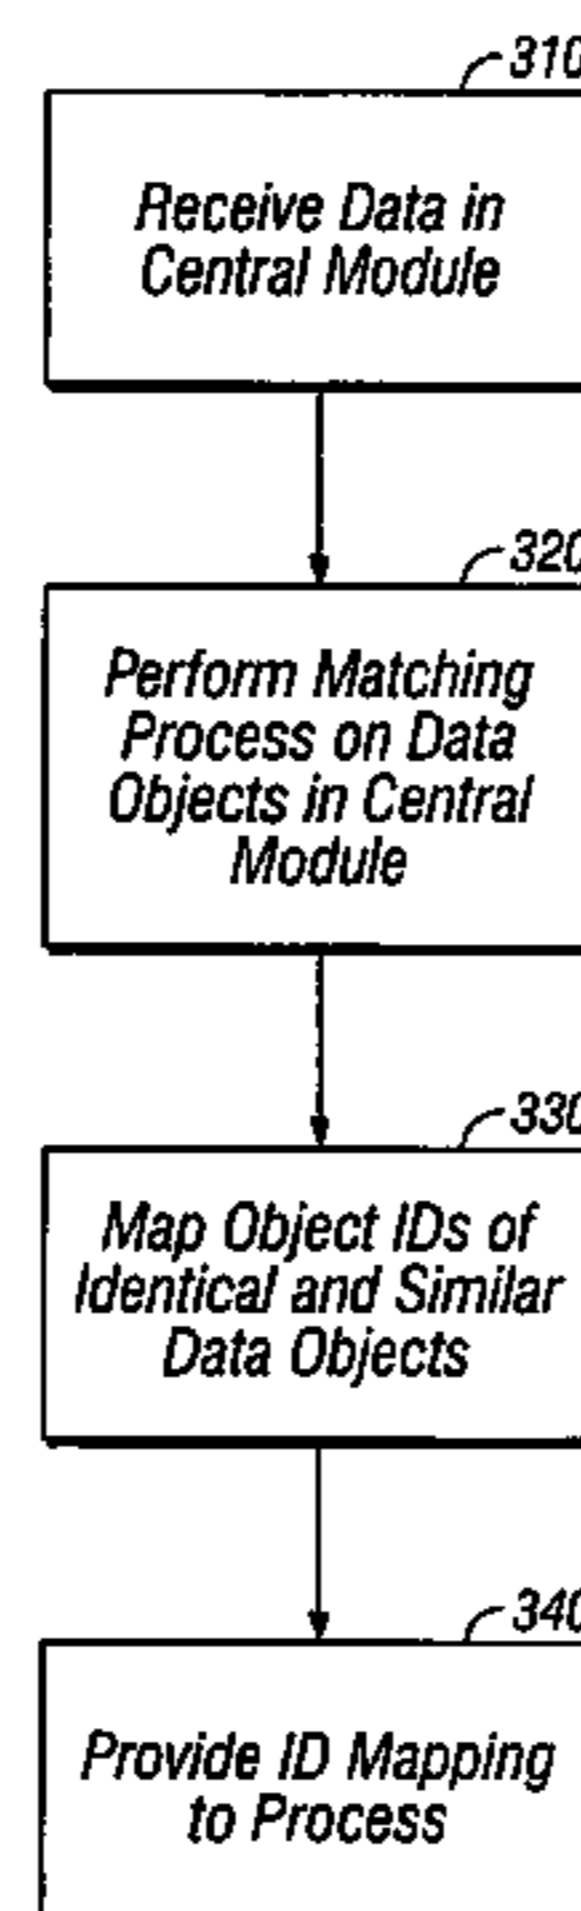 310
Receive Data in
Central Module
320
Perform Matching
Process on Data
Objects in Central
Module
330
Map Object IDs of
Identical and Similar
Data Objects
340
Provide ID Mapping
to Process